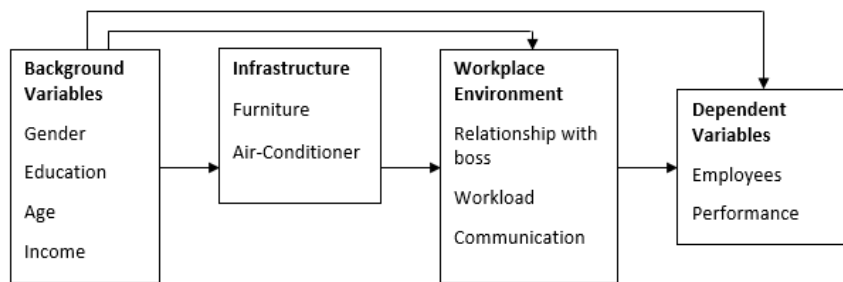 Background
Variables
Gender
Education
Age
Income
Infrastructure
Furniture
Air-Conditioner
Workplace
Environment
Relationship with
boss
Workload
Communication
Dependent
Variables
Employees
Performance